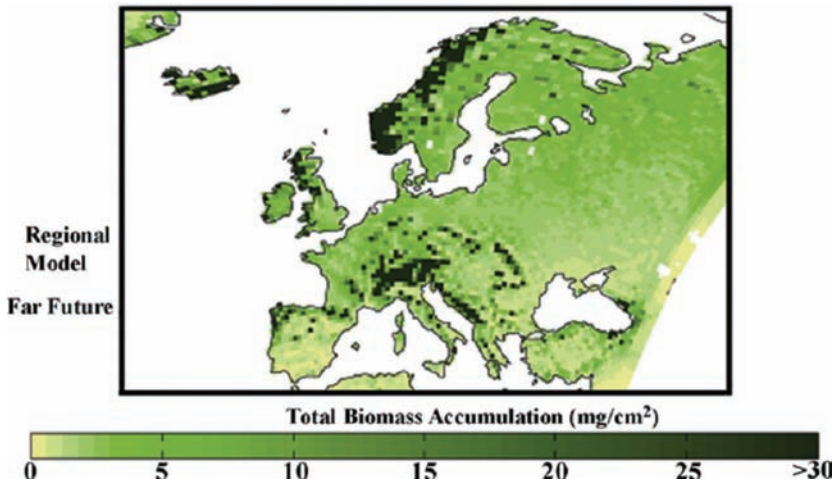 Regional
Model
Far Future
Total Biomass Accumulation (mg/cm²)
0 5 10 15 20 25 >30